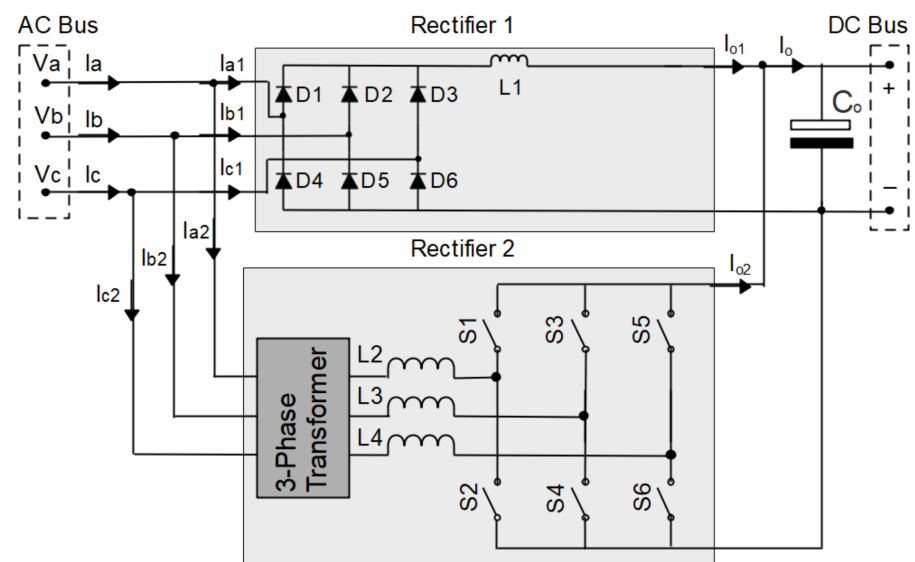 AC Bus
Rectifier 1
DC Bus
Va
Ia
Ia1
Io1
Io
L1
D1
D2
D3
+
Co
Vb
Ib
Ib1
Vc
Ic
Ic1
D4
D5
D6
–
Ia2
Ib2
Ic2
Rectifier 2
Io2
S1
S3
S5
L2
L3
L4
3-Phase
Transformer
S2
S4
S6